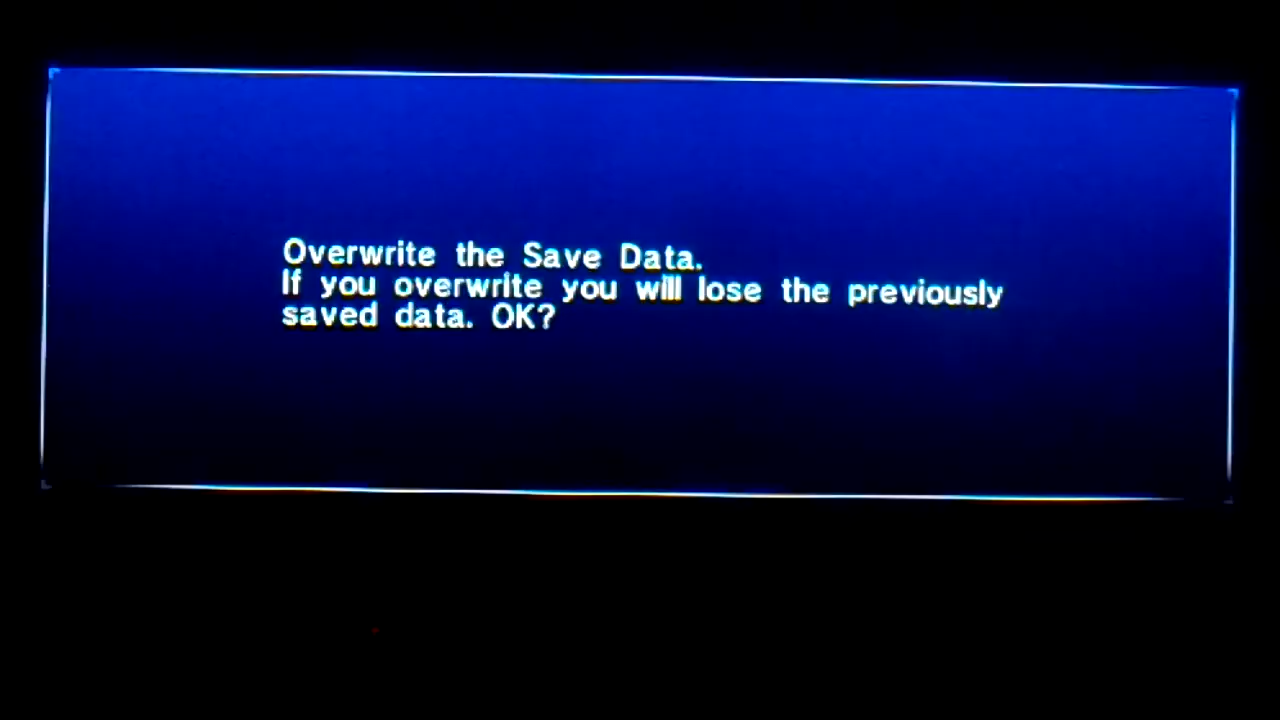 Overwrite the Save Data.
If you overwrite you will lose the previously
saved data. OK?